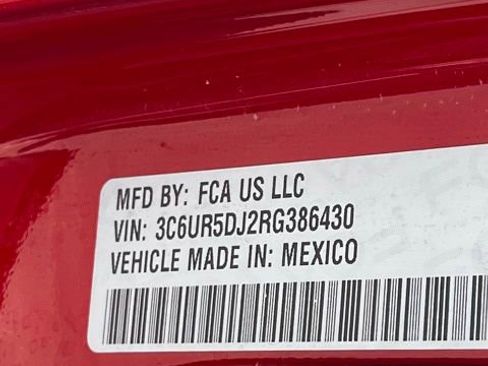 MFD BY: FCA US LLC
VIN: 3C6UR5DJ2RG386430
VEHICLE MADE IN: MEXICO